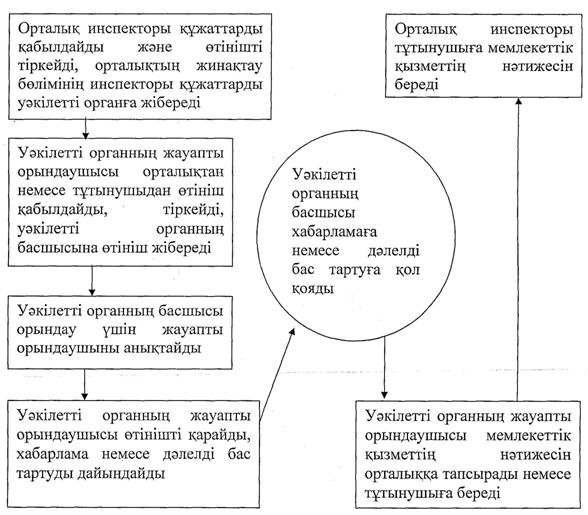 Орталық инспекторы құжаттарды
қабылдайды және өтінішті
тіркейді, орталықтың жинақтау
бөлімінің инспекторы құжаттарды
уәкілетті органға жібереді
Уәкілетті органның жауапты
орындаушысы орталықтан
немесе тұтынушыдан өтініш
қабылдайды, тіркейді,
уәкілетті органның
басшысына өтініш жібереді
Уәкілетті органның басшысы
орындау үшін жауапты
орындаушыны анықтайды
Уәкілетті органның жауапты
орындаушысы өтінішті қарайды,
хабарлама немесе дәлелді бас
тартуды дайындайды
Уәкілетті
органның
басшысы
хабарламаға
немесе дәлелді
бас тартуға қол
қояды
Уәкілетті органның жауапты
орындаушысы мемлекеттік
қызметтің нәтижесін
орталыққа тапсырады немесе
тұтынушыға береді
Орталық инспекторы
тұтынушыға мемлекеттік
қызметтің нәтижесін
береді